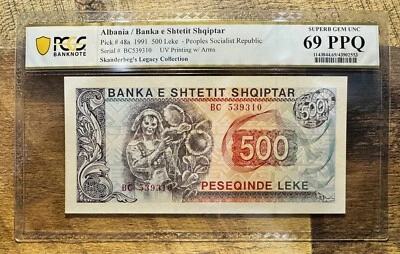 PCGS
BANKNOTE
Albania / Banka e Shtetit Shqiptar
Pick # 48a 1991 500 Leke - Peoples Socialist Republic
Serial # BC539310 UV Printing w/Arms
Skanderbeg's Legacy Collection
SUPERB GEM UNC
69 PPQ
BANKA E SHTETIT SHQIPTAR
BC 539310
500
500
BC 539310
PESEQINDE LEKE